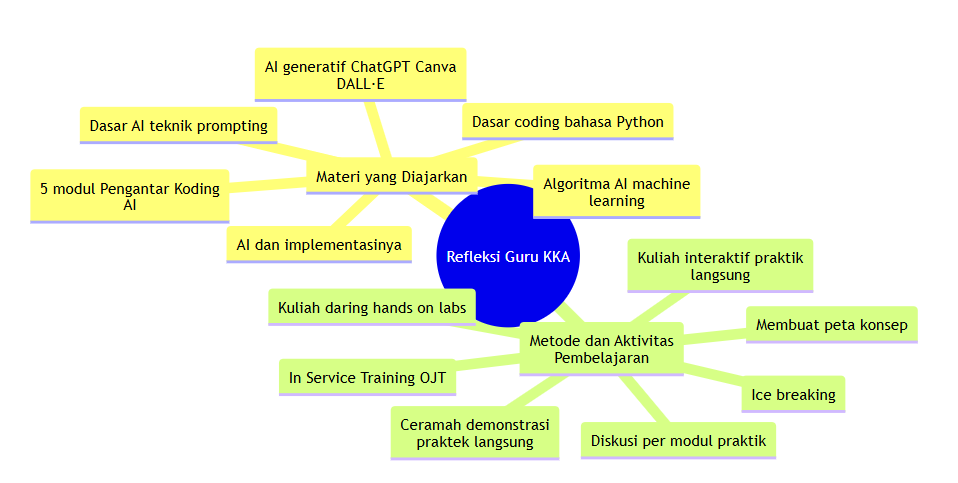 AI generatif ChatGPT Canva
DALL·E
Dasar AI teknik prompting
Dasar coding bahasa Python
Materi yang Diajarkan
5 modul Pengantar Koding
AI
Algoritma AI machine
learning
AI dan implementasinya
Refleksi Guru KKA
Kuliah interaktif praktik
langsung
Kuliah daring hands on labs
Membuat peta konsep
Metode dan Aktivitas
Pembelajaran
In Service Training OJT
Ice breaking
Ceramah demonstrasi
praktek langsung
Diskusi per modul praktik